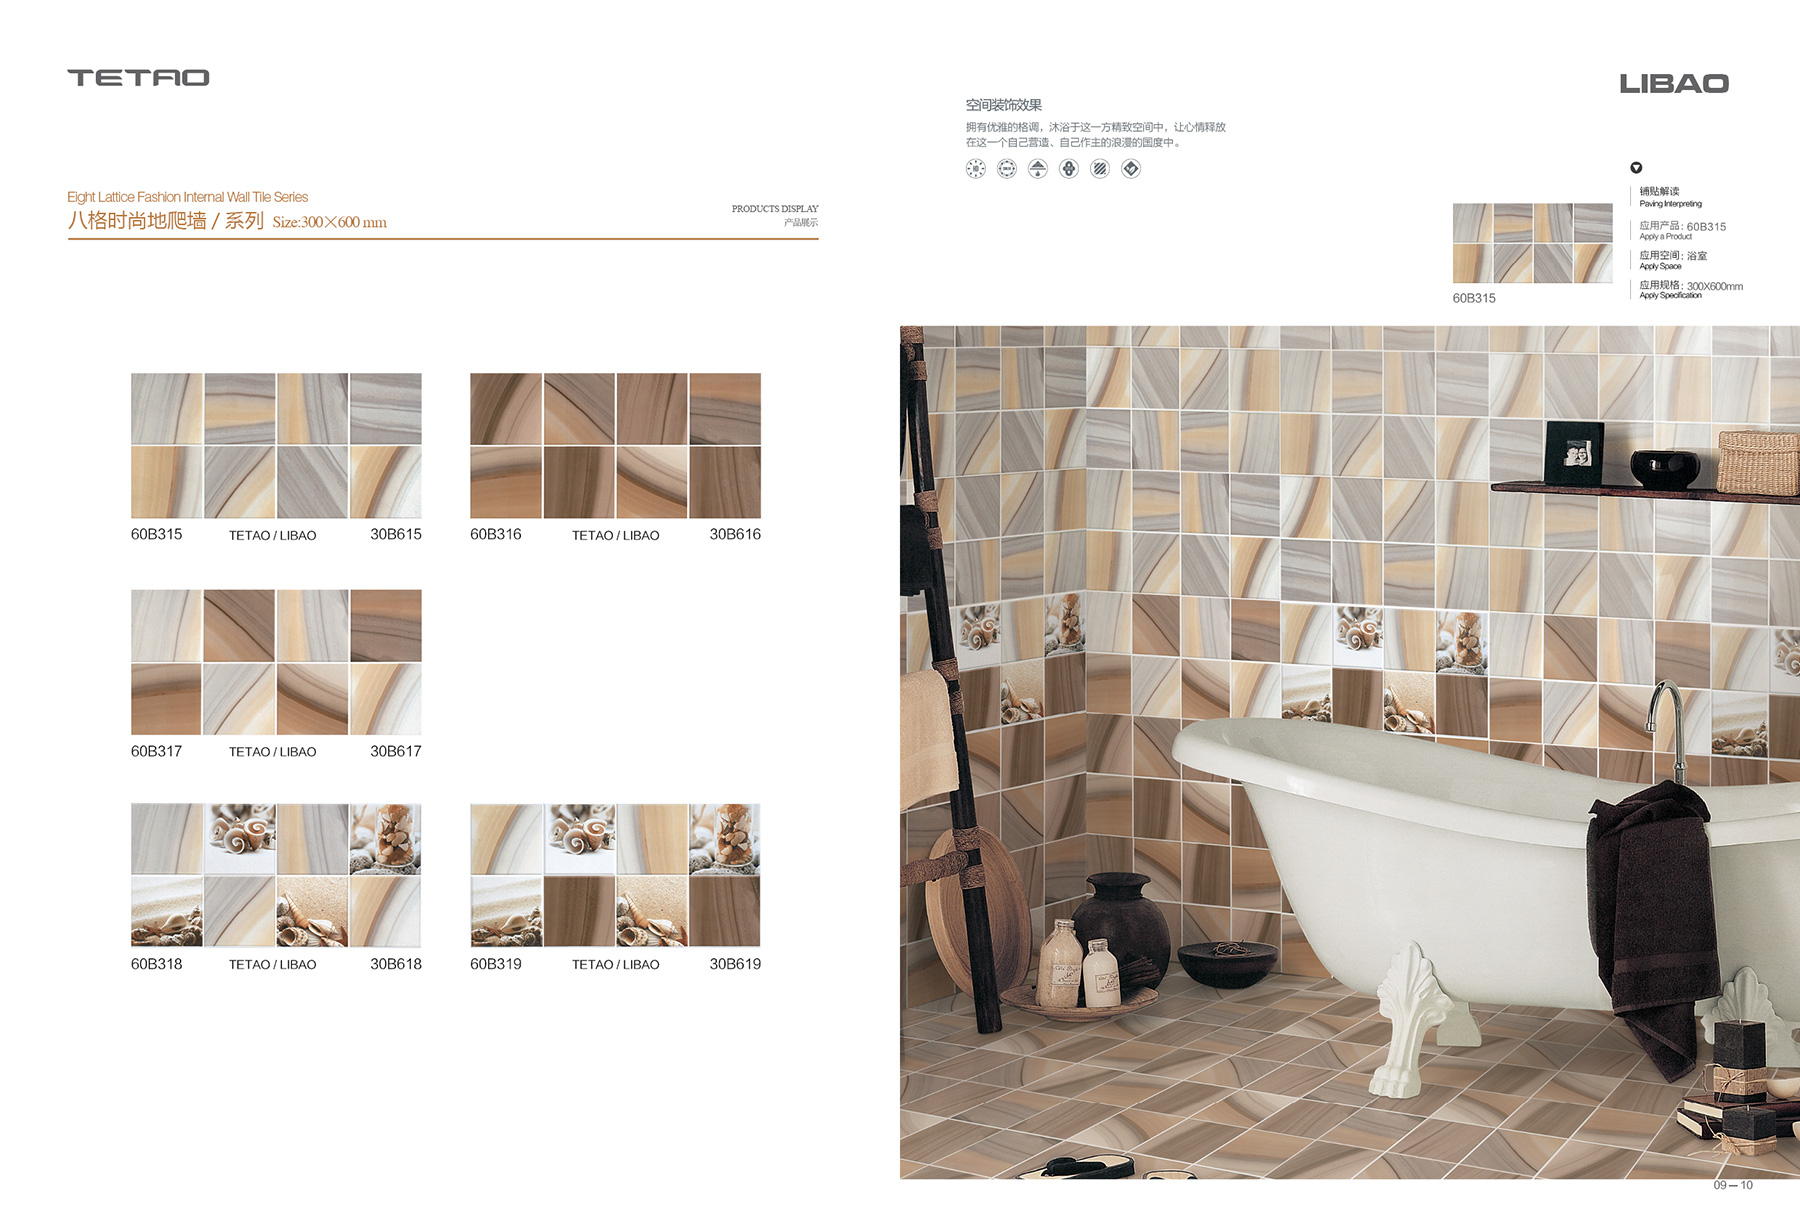 TETAO
Eight Lattice Fashion Internal Wall Tile Series
八格时尚地爬墙 / 系列 Size:300×600 mm
PRODUCTS DISPLAY
产品展示
60B315 TETAO / LIBAO 30B615
60B316 TETAO / LIBAO 30B616
60B317 TETAO / LIBAO 30B617
60B318 TETAO / LIBAO 30B618
60B319 TETAO / LIBAO 30B619
LIBAO
空间装饰效果
拥有优雅的格调，沐浴于这一方精致空间中，让心情释放
在这一个自己营造、自己作主的浪漫的国度中。
60B315
铺贴解读
Paving Interpreting
应用产品：60B315
Apply a Product
应用空间：浴室
Apply Space
应用规格：300X600mm
Apply Specification
09—10